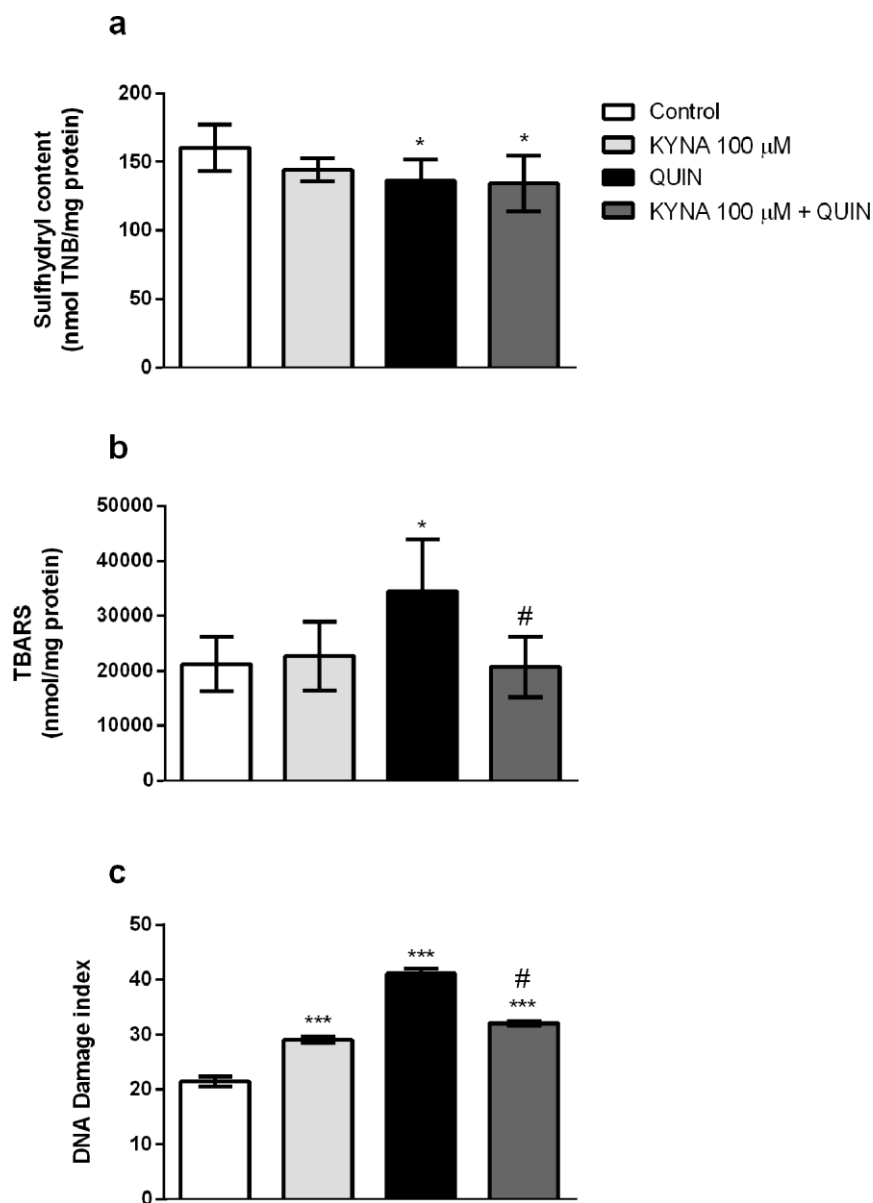 a
Sulfhydryl content
(nmol TNB/mg protein)
200
150
100
50
0
*
*
Control
KYNA 100 μM
QUIN
KYNA 100 μM + QUIN
b
TBARS
(nmol/mg protein)
50000
40000
30000
20000
10000
0
*
#
c
DNA Damage index
50
40
30
20
10
0
***
***
#
***